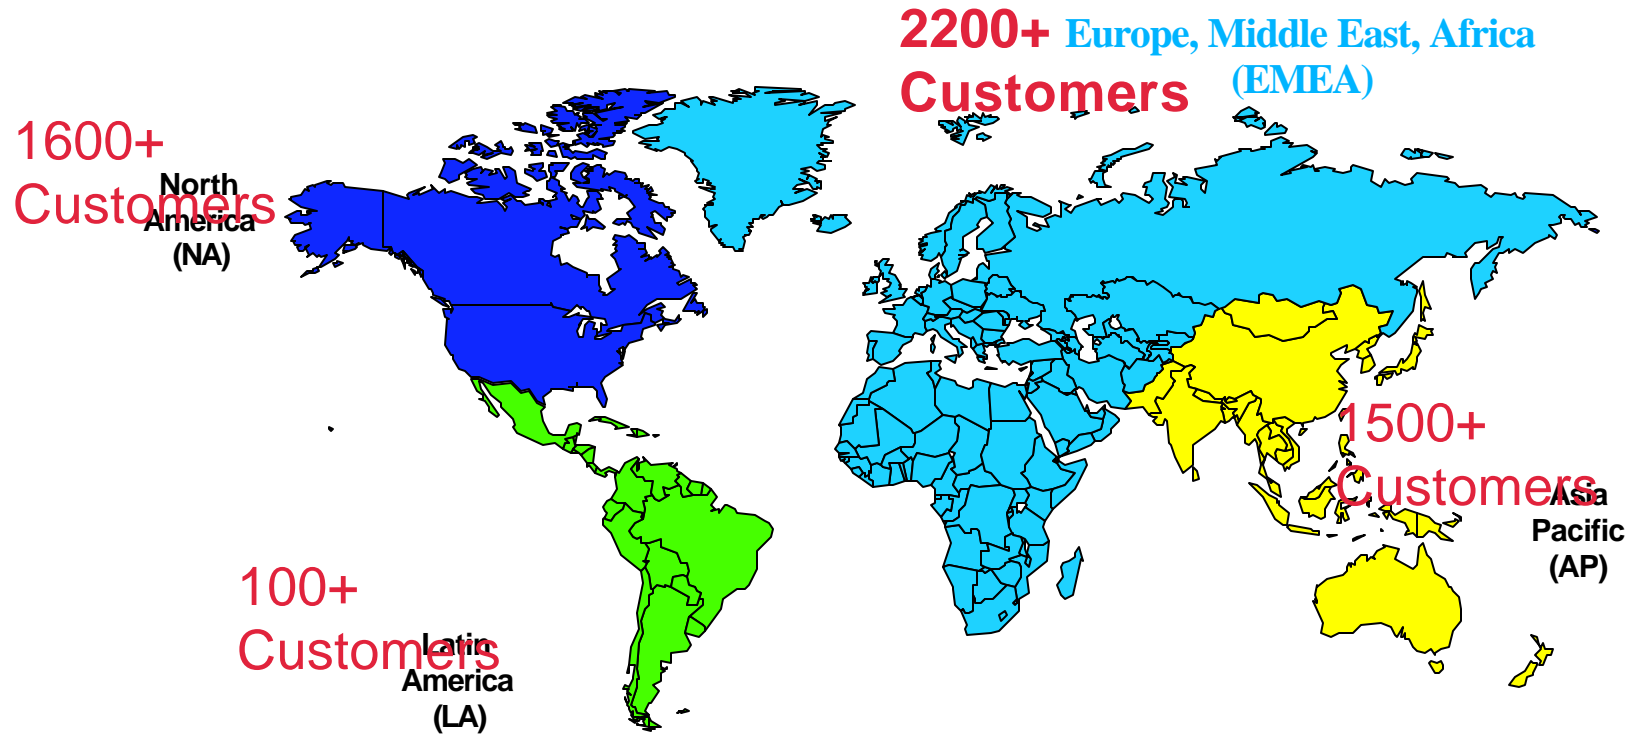 2200+ Europe, Middle East, Africa
Customers (EMEA)
1600+
Customers
North
America
(NA)
1500+
Customers
Asia
Pacific
(AP)
100+
Customers
Latin
America
(LA)